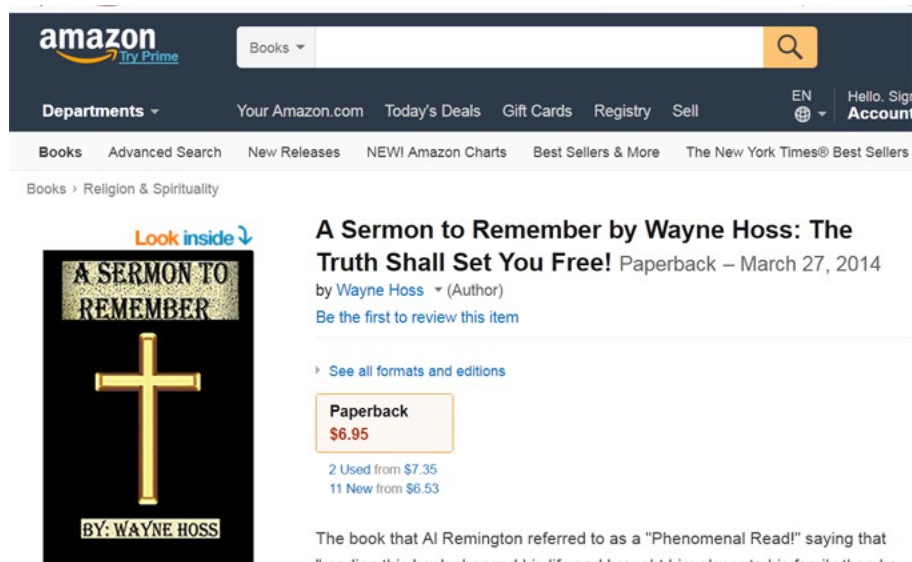 amazon
Try Prime
Books
Departments
Your Amazon.com Today's Deals Gift Cards Registry Sell
EN
Hello. Sign
Account
Books Advanced Search New Releases NEW! Amazon Charts Best Sellers & More The New York Times® Best Sellers
Books › Religion & Spirituality
Look inside
A SERMON TO
REMEMBER
BY: WAYNE HOSS
A Sermon to Remember by Wayne Hoss: The
Truth Shall Set You Free! Paperback – March 27, 2014
by Wayne Hoss (Author)
Be the first to review this item
See all formats and editions
Paperback
$6.95
2 Used from $7.35
11 New from $6.53
The book that Al Remington referred to as a "Phenomenal Read!" saying that